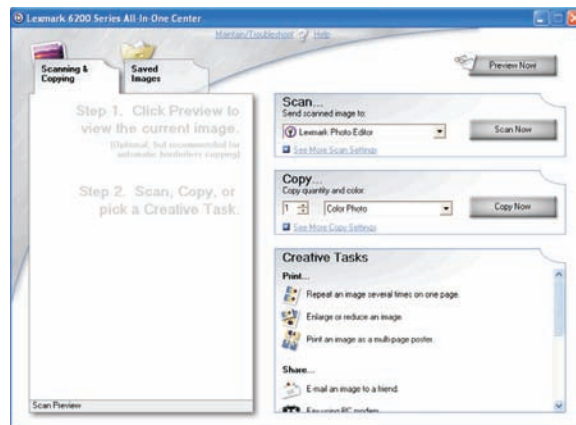 Lexmark 6200 Series All-In-One Center
Maintain/Troubleshoot Help
Scanning &
Copying
Saved
Images
Preview Now!
Step 1. Click Preview to
view the current image.
(Optional, but recommended for
automatic borderless copying)
Step 2. Scan, Copy, or
pick a Creative Task.
Scan...
Send scanned image to:
Lexmark Photo Editor
Scan Now
See More Scan Settings
Copy...
Copy quantity and color:
1 Color Photo
Copy Now
See More Copy Settings
Creative Tasks
Print...
Repeat an image several times on one page.
Enlarge or reduce an image.
Print an image as a multi-page poster.
Share...
E-mail an image to a friend.
Fax using PC modem.
Scan Preview